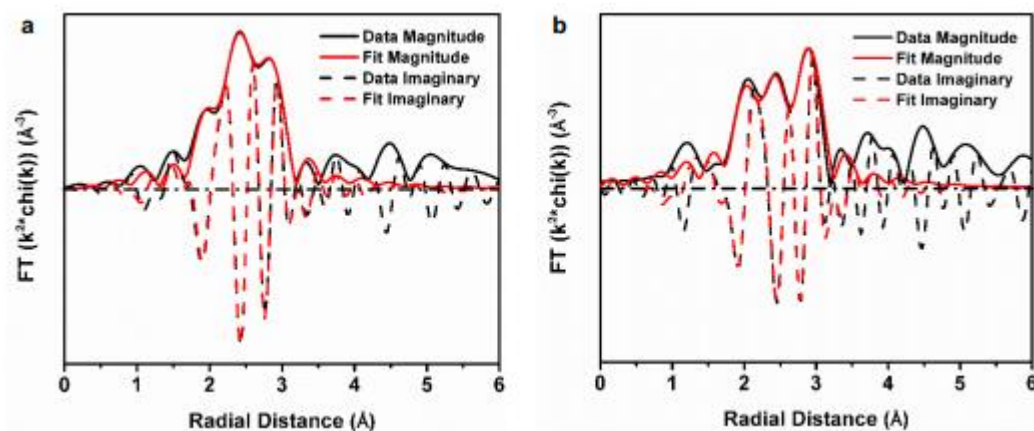 a
Data Magnitude
Fit Magnitude
Data Imaginary
Fit Imaginary
FT (k²*chi(k)) (Å⁻³)
0 1 2 3 4 5 6
Radial Distance (Å)
b
Data Magnitude
Fit Magnitude
Data Imaginary
Fit Imaginary
FT (k²*chi(k)) (Å⁻³)
0 1 2 3 4 5 6
Radial Distance (Å)